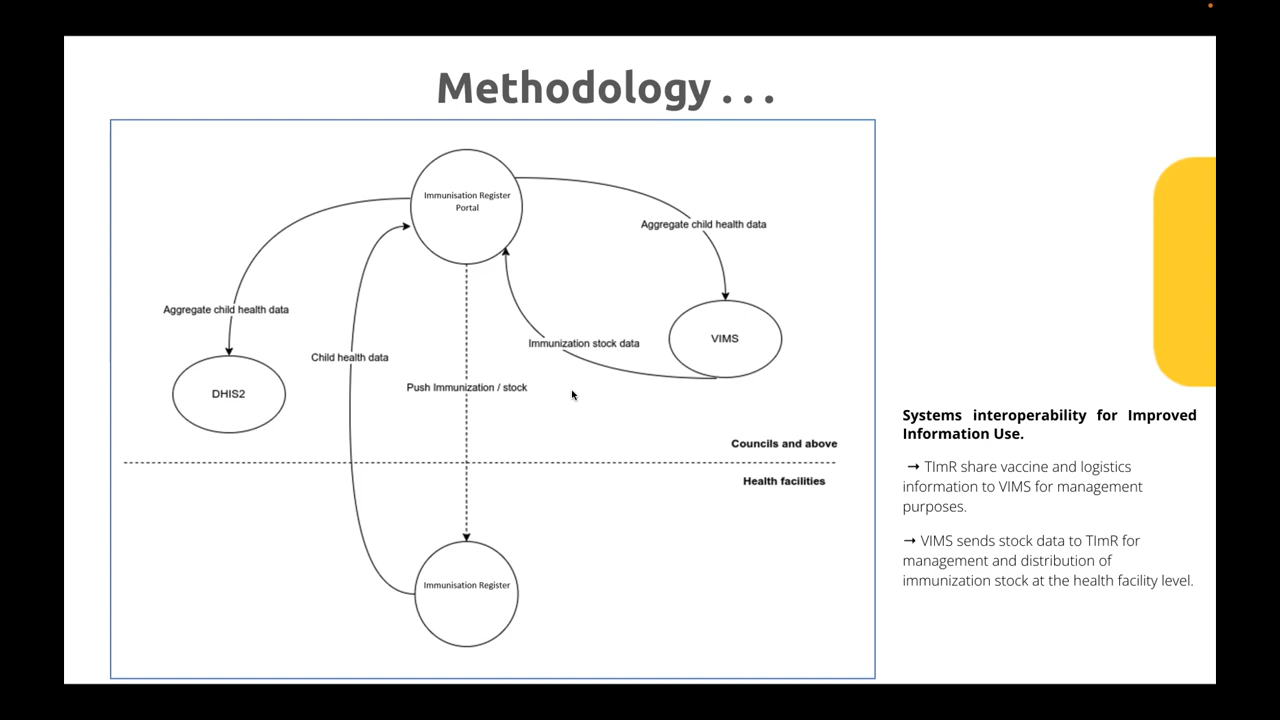 Methodology . . .
Immunisation Register
Portal
Aggregate child health data
Aggregate child health data
Immunization stock data
VIMS
Child health data
Push Immunization / stock
DHIS2
Councils and above
Health facilities
Immunisation Register
Systems interoperability for Improved
Information Use.
→ TImR share vaccine and logistics
information to VIMS for management
purposes.
→ VIMS sends stock data to TImR for
management and distribution of
immunization stock at the health facility level.